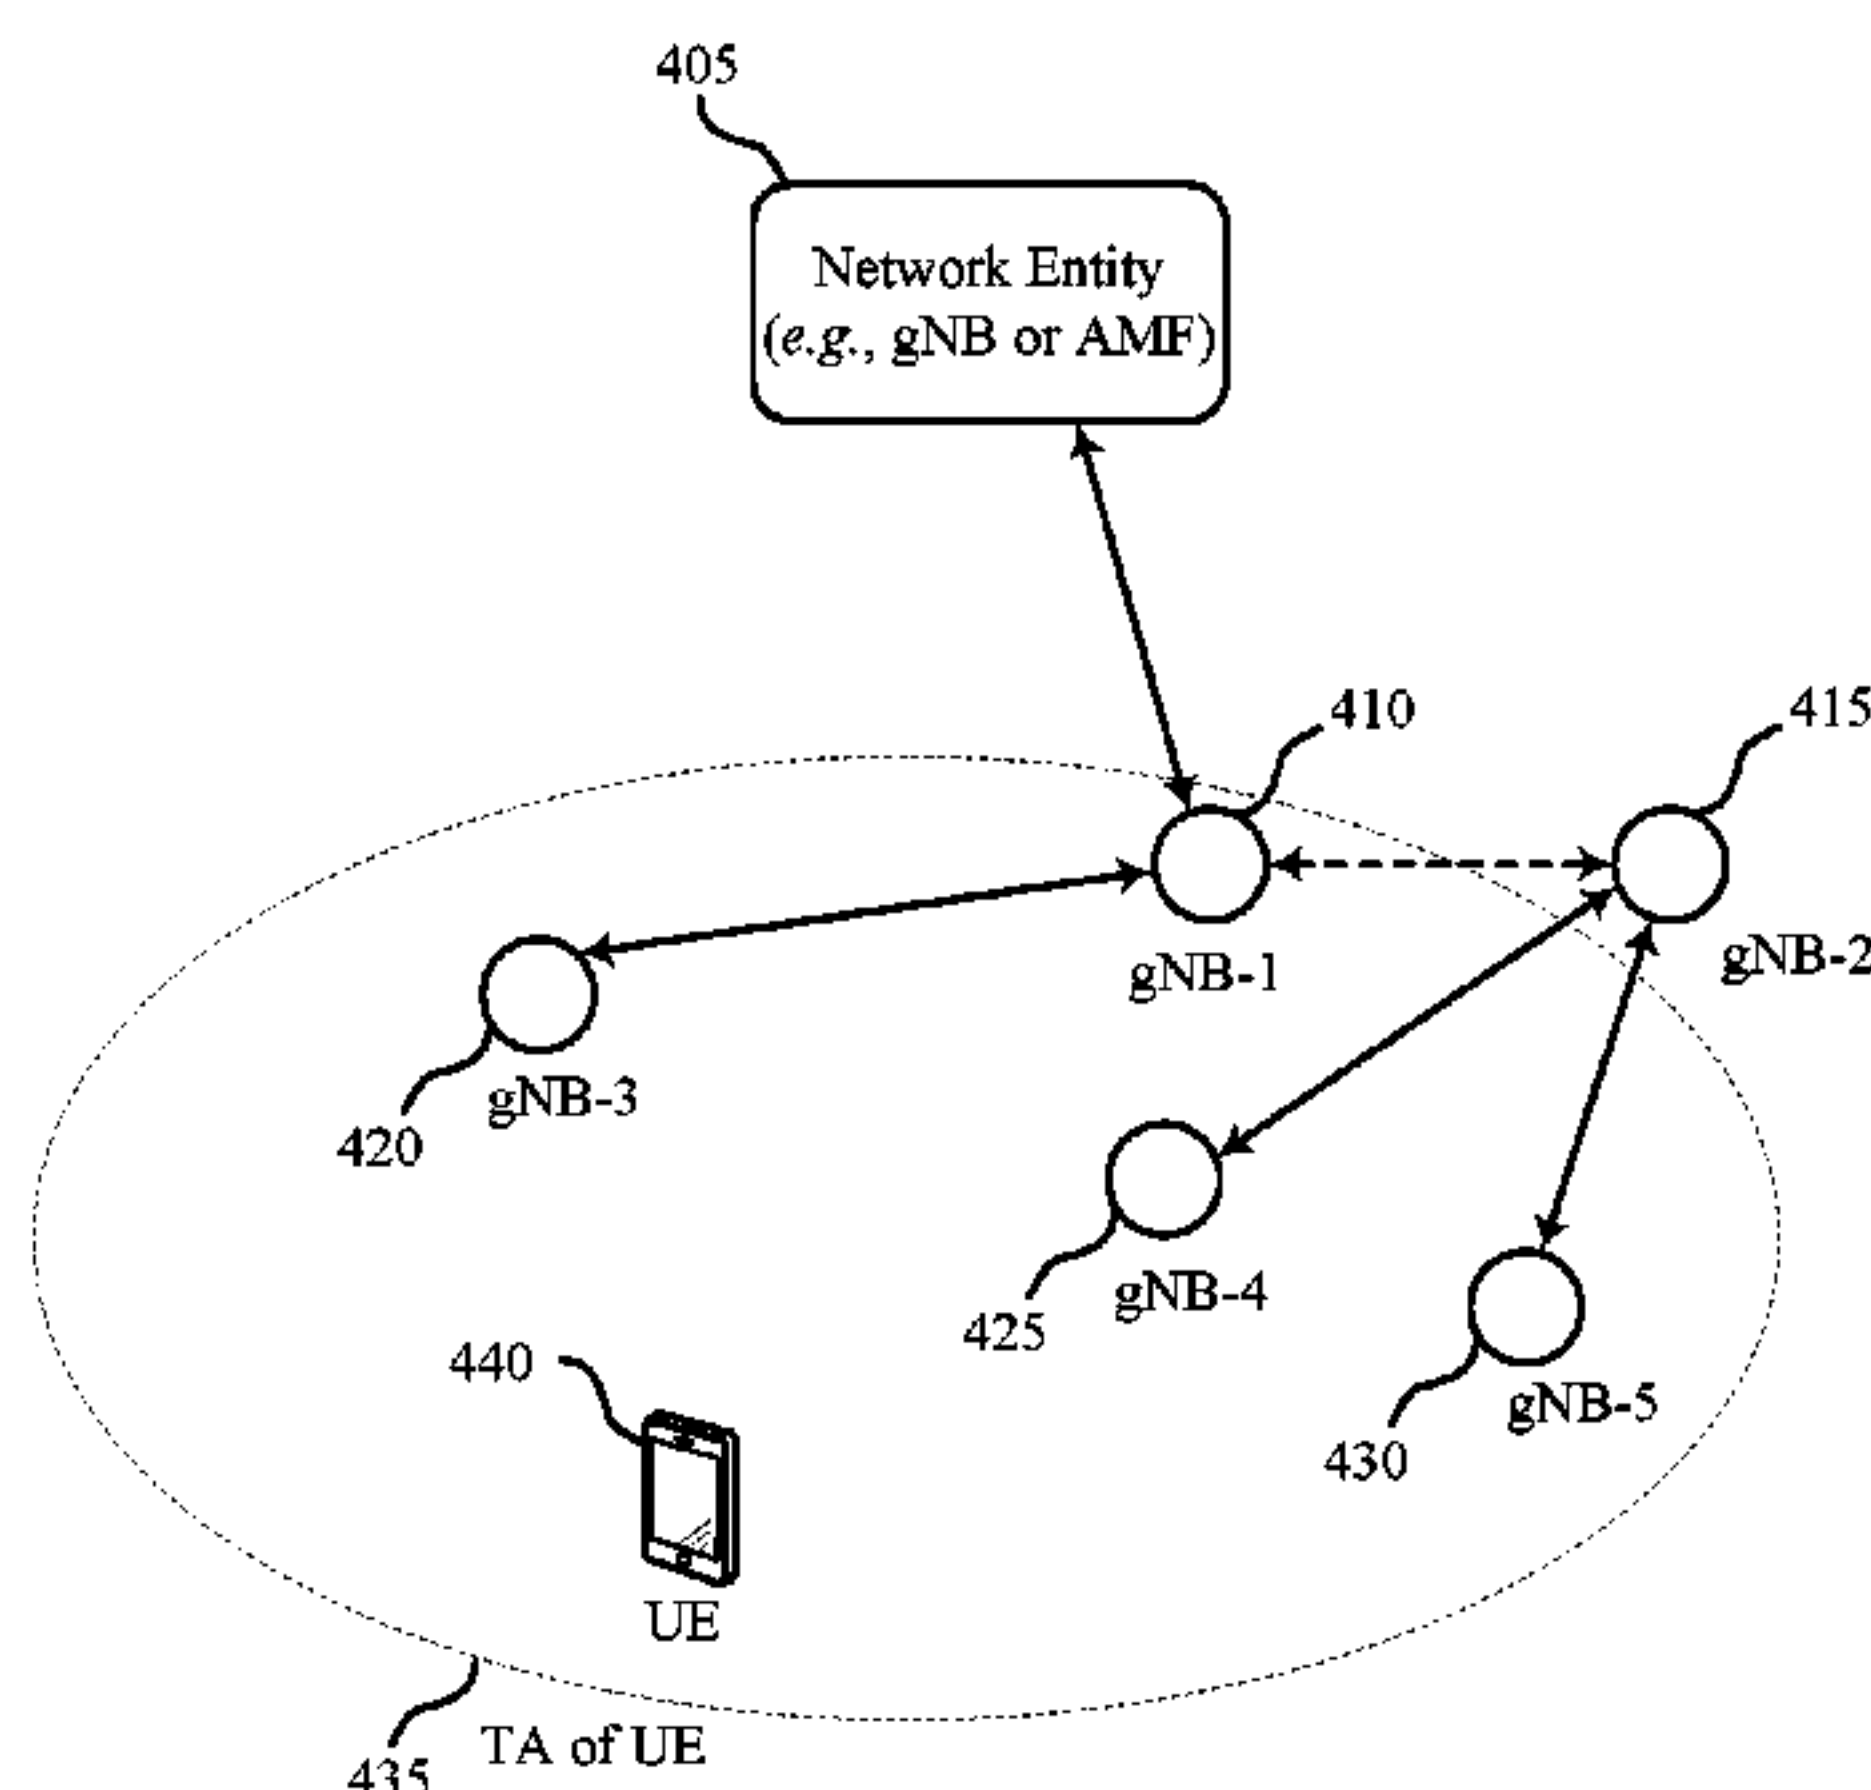 405
Network Entity
(e.g., gNB or AMF)
410
415
gNB-1
gNB-2
gNB-3
420
gNB-4
425
440
gNB-5
430
UE
TA of UE
435